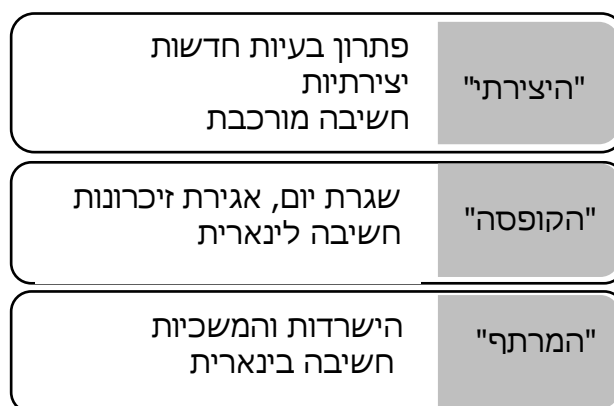 "היצירתי"
פתרון בעיות חדשות
יצירתיות
חשיבה מורכבת
"הקופסה"
שגרת יום, אגירת זיכרונות
חשיבה לינארית
"המרתף"
הישרדות והמשכיות
חשיבה בינארית